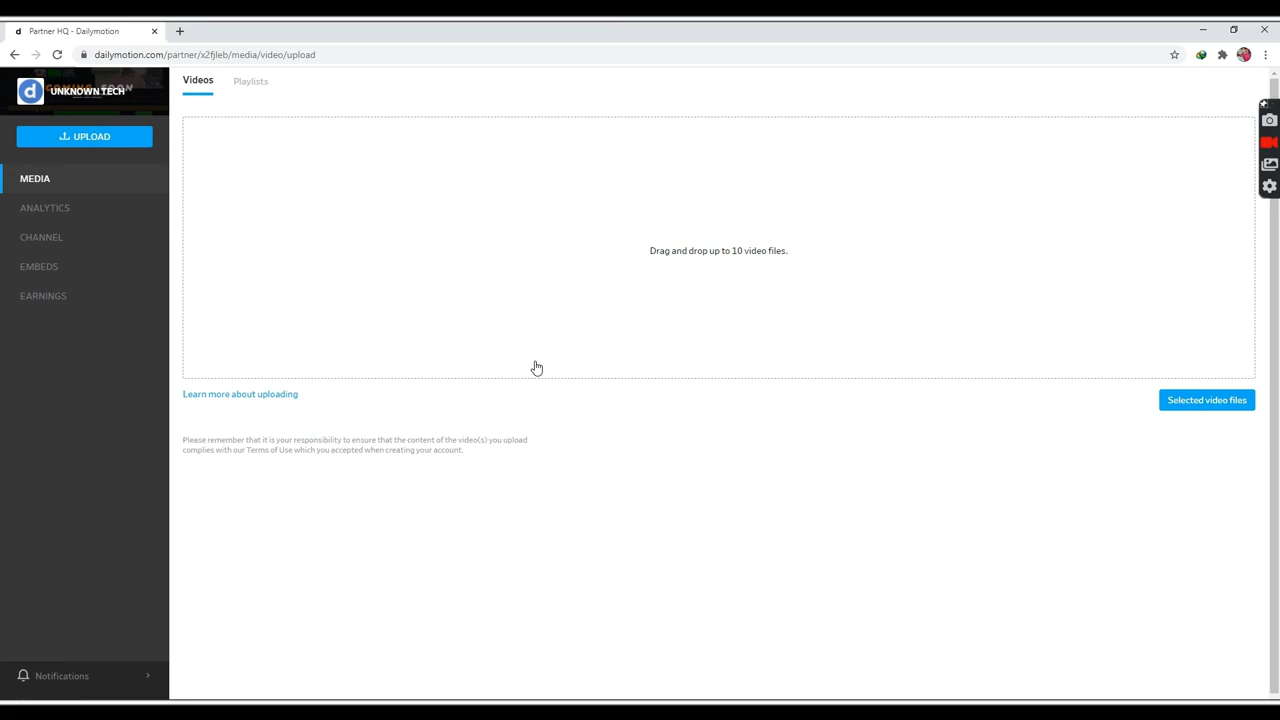 Partner HQ - Dailymotion
dailymotion.com/partner/x2fjleb/media/video/upload
UNKNOWN TECH
UPLOAD
MEDIA
ANALYTICS
CHANNEL
EMBEDS
EARNINGS
Notifications
Videos
Playlists
Drag and drop up to 10 video files.
Learn more about uploading
Selected video files
Please remember that it is your responsibility to ensure that the content of the video(s) you upload
complies with our Terms of Use which you accepted when creating your account.